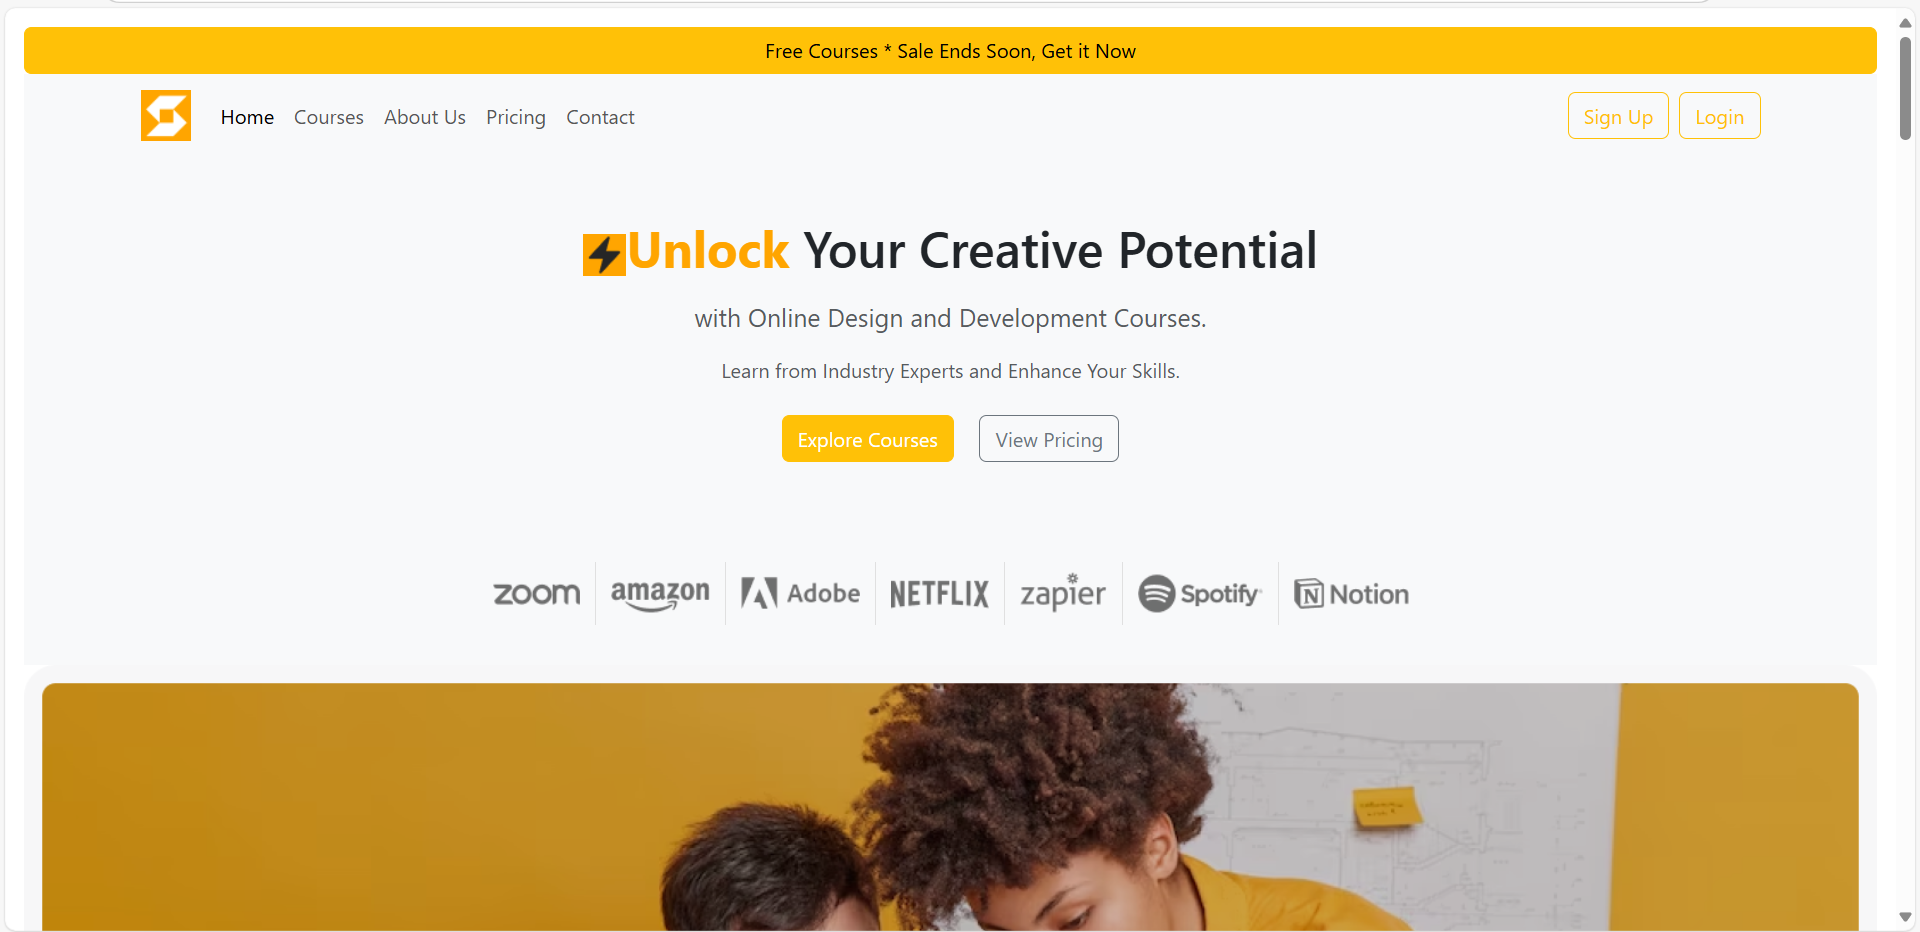 Free Courses * Sale Ends Soon, Get it Now
Home Courses About Us Pricing Contact Sign Up Login
Unlock Your Creative Potential
with Online Design and Development Courses.
Learn from Industry Experts and Enhance Your Skills.
Explore Courses View Pricing
zoom amazon Adobe NETFLIX zapier Spotify N Notion